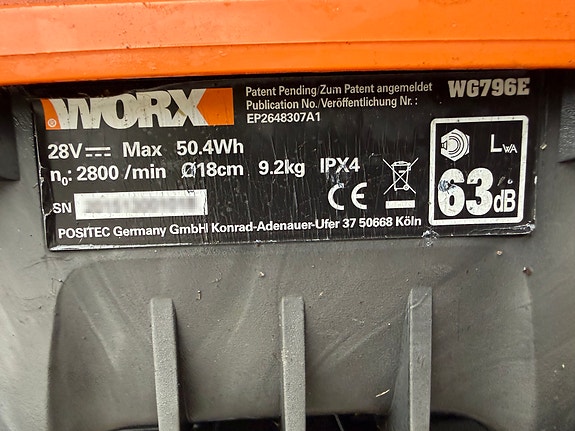 WORX
Patent Pending/Zum Patent angemeldet WG796E
Publication No./Veröffentlichung Nr.:
EP2648307A1
28V⎓ Max 50.4Wh
n₀: 2800 /min Ø18cm 9.2kg IPX4
SN
CE
LWA
63dB
POSITEC Germany GmbH Konrad-Adenauer-Ufer 37 50668 Köln